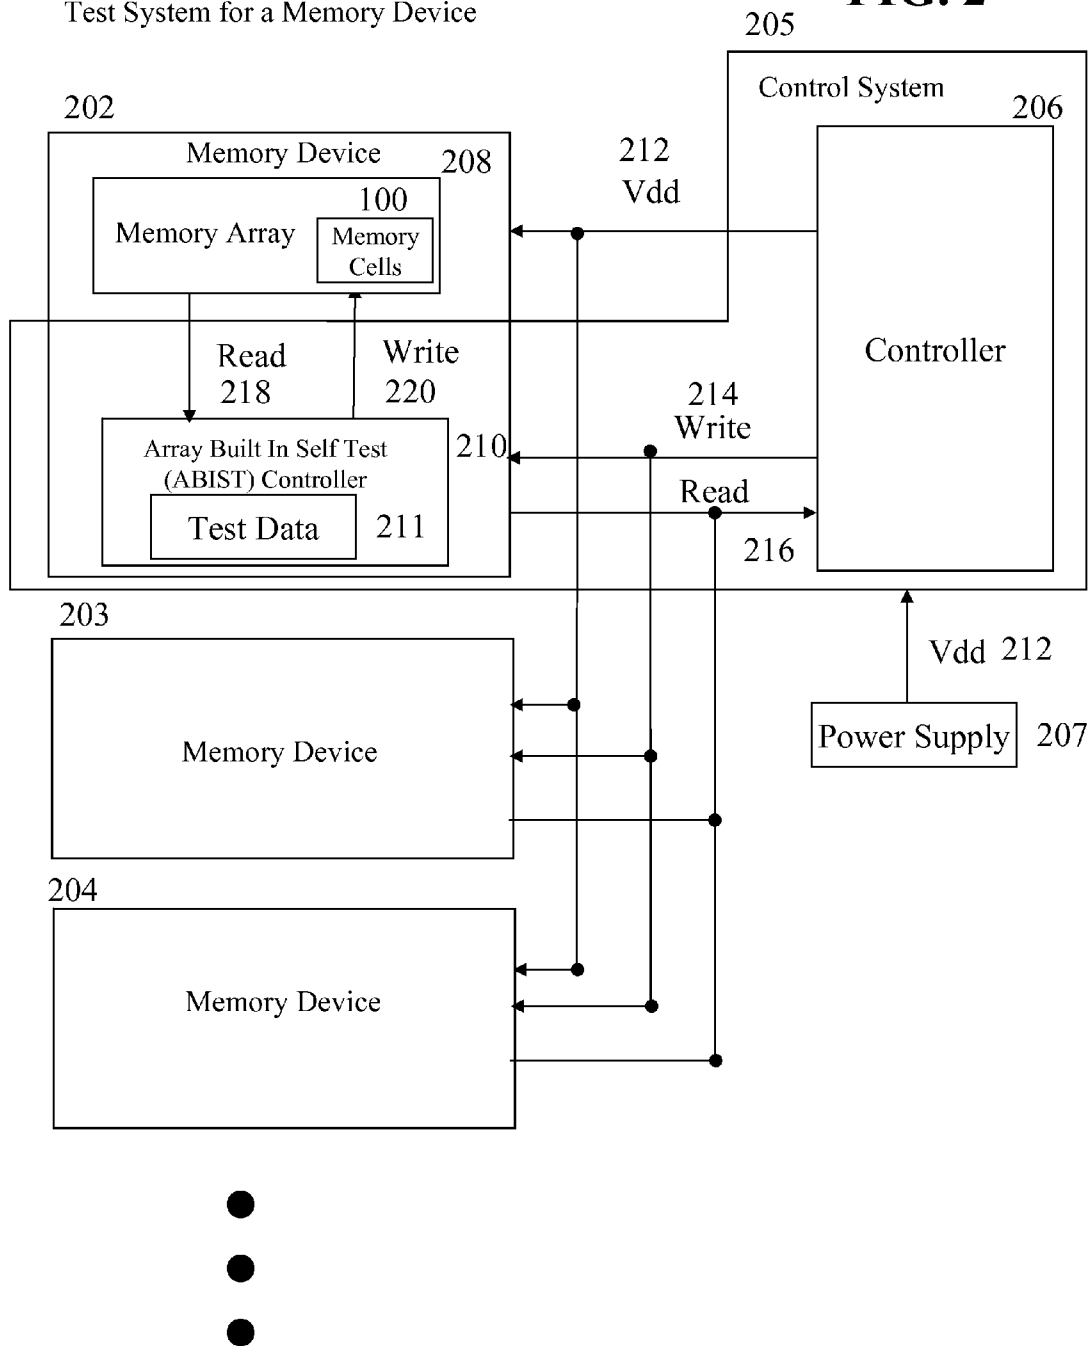 Test System for a Memory Device
FIG. 2
205
Control System
202
206
Memory Device
208
212
Vdd
100
Memory Array
Memory
Cells
Controller
Read
218
Write
220
214
Write
Array Built In Self Test
(ABIST) Controller
210
Test Data
211
Read
216
203
Vdd 212
Memory Device
Power Supply
207
204
Memory Device